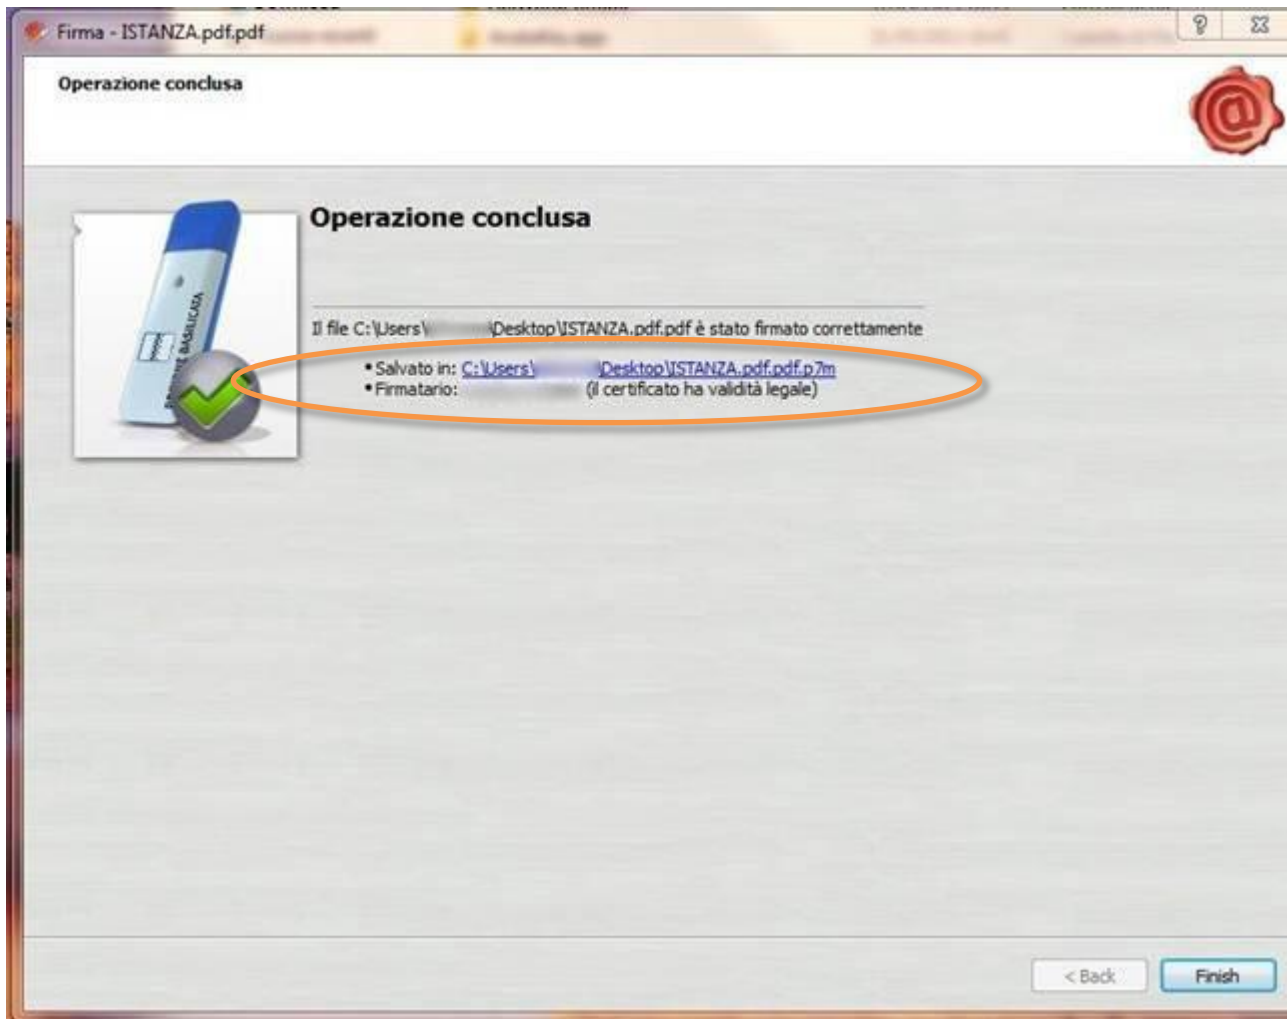 Firma - ISTANZA.pdf.pdf
Operazione conclusa
Operazione conclusa
BASILICATA
Il file C:\Users\ \Desktop\ISTANZA.pdf.pdf è stato firmato correttamente
• Salvato in: C:\Users\ \Desktop\ISTANZA.pdf.pdf.p7m
• Firmatario: (il certificato ha validità legale)
< Back Finish